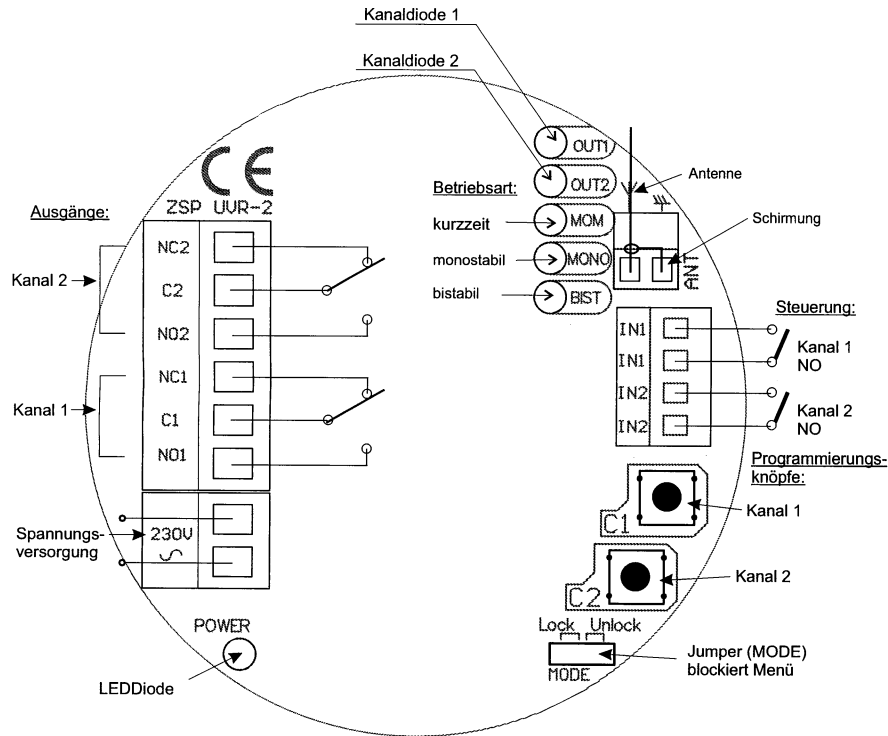 Kanaldiode 1
Kanaldiode 2
CE
ZSP UVR-2
Ausgänge:
NC2
C2
NO2
Kanal 2
NC1
C1
NO1
Kanal 1
Spannungs-
versorgung
230V
POWER
LEDDiode
OUT1
OUT2
Betriebsart:
kurzzeit
MOM
monostabil
MONO
bistabil
BIST
Antenne
Schirmung
ANT
Steuerung:
IN1
IN1
Kanal 1
NO
IN2
IN2
Kanal 2
NO
Programmierungs-
knöpfe:
C1
Kanal 1
C2
Kanal 2
Lock Unlock
MODE
Jumper (MODE)
blockiert Menü